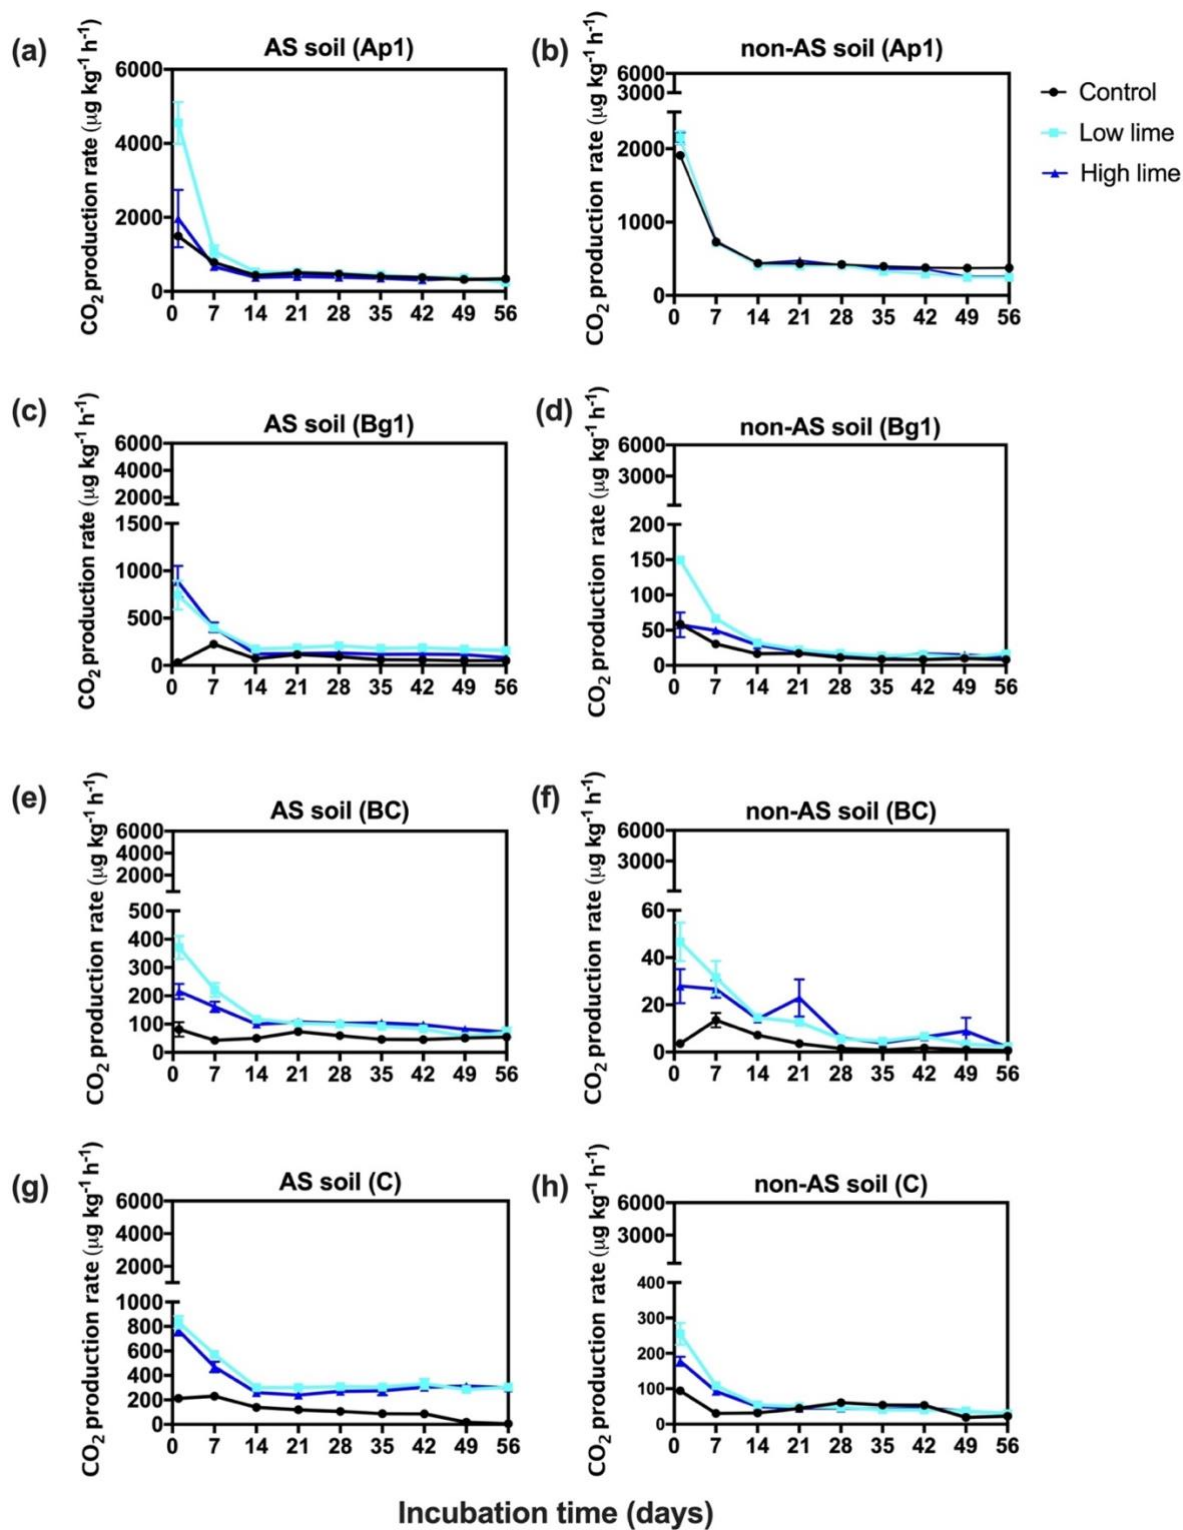 (a)
AS soil (Ap1)
CO2 production rate (μg kg-1 h-1)
6000
4000
2000
0
0 7 14 21 28 35 42 49 56
(b)
non-AS soil (Ap1)
CO2 production rate (μg kg-1 h-1)
6000
3000
2000
1000
0
0 7 14 21 28 35 42 49 56
Control
Low lime
High lime
(c)
AS soil (Bg1)
CO2 production rate (μg kg-1 h-1)
6000
4000
2000
1500
1000
500
0
0 7 14 21 28 35 42 49 56
(d)
non-AS soil (Bg1)
CO2 production rate (μg kg-1 h-1)
6000
3000
200
150
100
50
0
0 7 14 21 28 35 42 49 56
(e)
AS soil (BC)
CO2 production rate (μg kg-1 h-1)
6000
4000
2000
500
400
300
200
100
0
0 7 14 21 28 35 42 49 56
(f)
non-AS soil (BC)
CO2 production rate (μg kg-1 h-1)
6000
3000
60
40
20
0
0 7 14 21 28 35 42 49 56
(g)
AS soil (C)
CO2 production rate (μg kg-1 h-1)
6000
4000
2000
1000
800
600
400
200
0
0 7 14 21 28 35 42 49 56
(h)
non-AS soil (C)
CO2 production rate (μg kg-1 h-1)
6000
3000
400
300
200
100
0
0 7 14 21 28 35 42 49 56
Incubation time (days)